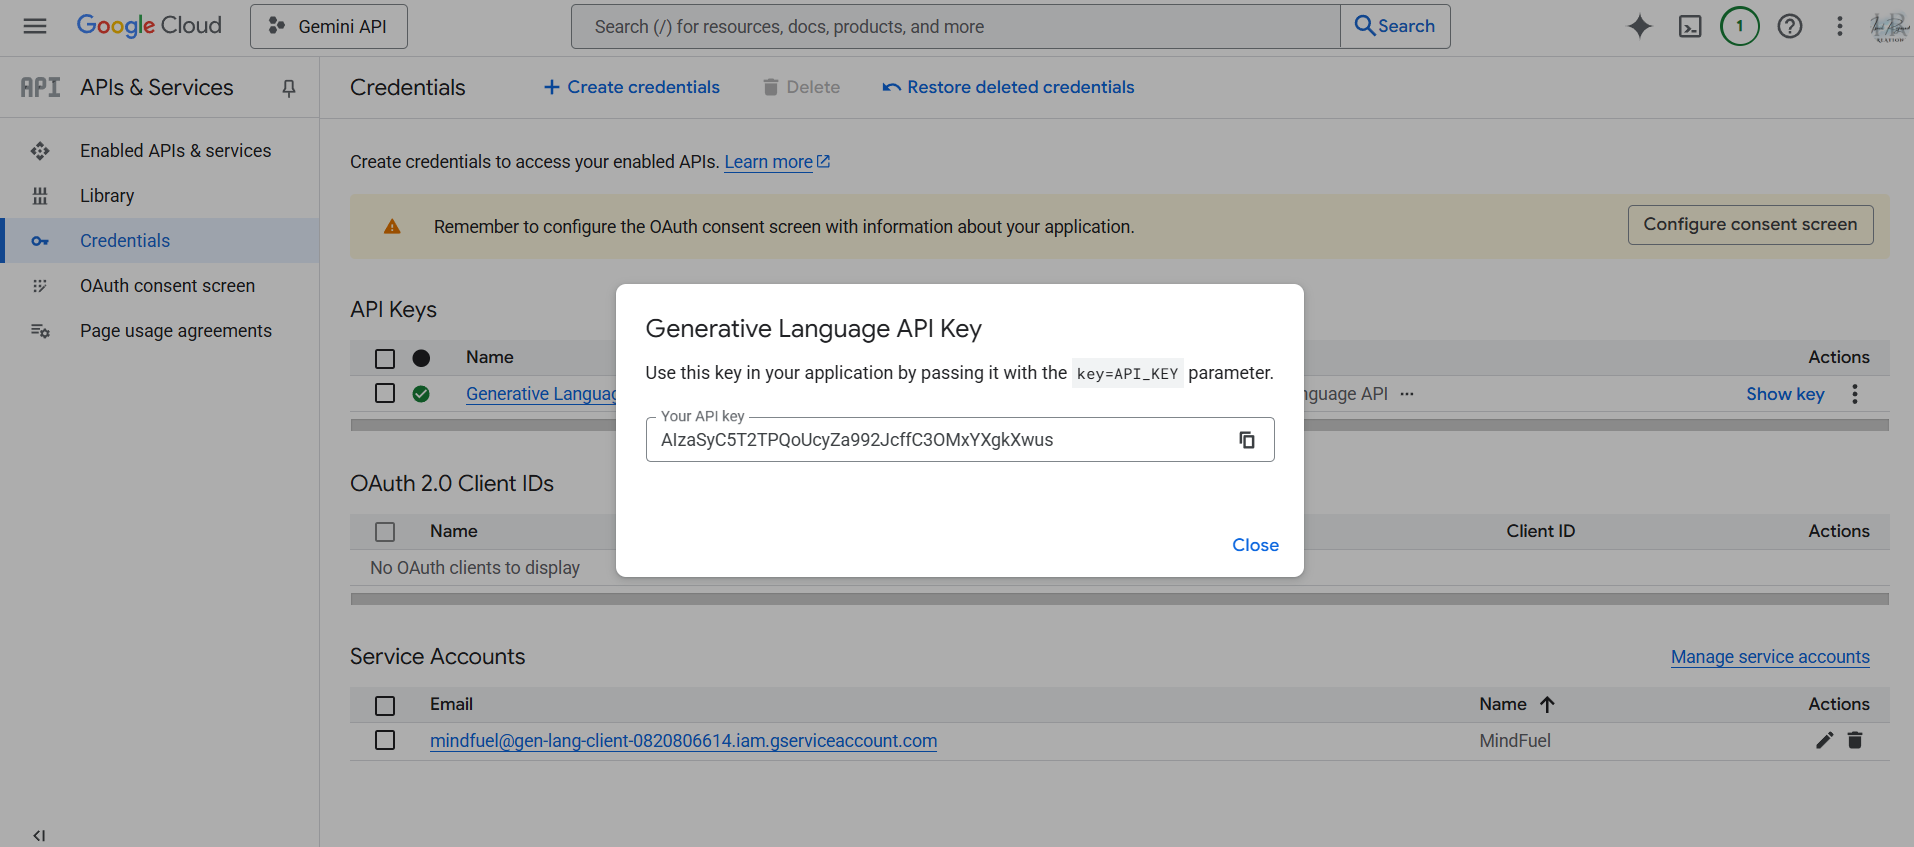 Google Cloud
Gemini API
Search (/) for resources, docs, products, and more
Search
1
API
APIs & Services
Enabled APIs & services
Library
Credentials
OAuth consent screen
Page usage agreements
Credentials
Create credentials
Delete
Restore deleted credentials
Create credentials to access your enabled APIs. Learn more
Remember to configure the OAuth consent screen with information about your application.
Configure consent screen
API Keys
Name
Actions
Generative Languag
nguage API ...
Show key
Generative Language API Key
Use this key in your application by passing it with the key=API_KEY parameter.
Your API key
AIzaSyC5T2TPQoUcyZa992JcffC3OMxYXgkXwus
Close
OAuth 2.0 Client IDs
Name
Client ID
Actions
No OAuth clients to display
Service Accounts
Manage service accounts
Email
Name
Actions
mindfuel@gen-lang-client-0820806614.iam.gserviceaccount.com
MindFuel